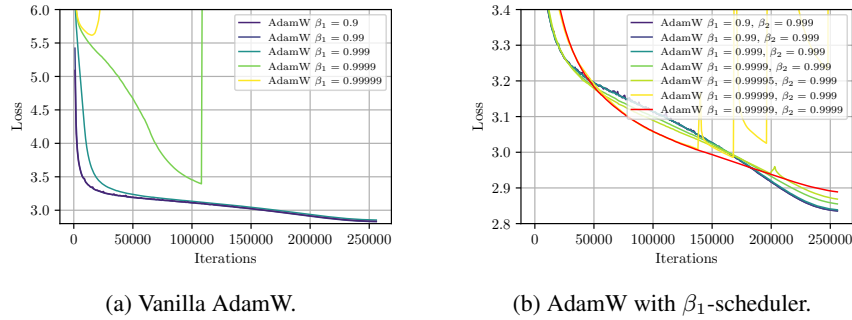 6.0
5.5
5.0
4.5
4.0
3.5
3.0
Loss
0
50000
100000
150000
200000
250000
Iterations
AdamW β₁ = 0.9
AdamW β₁ = 0.99
AdamW β₁ = 0.999
AdamW β₁ = 0.9999
AdamW β₁ = 0.99999
(a) Vanilla AdamW.
3.4
3.3
3.2
3.1
3.0
2.9
2.8
Loss
0
50000
100000
150000
200000
250000
Iterations
AdamW β₁ = 0.9, β₂ = 0.999
AdamW β₁ = 0.99, β₂ = 0.999
AdamW β₁ = 0.999, β₂ = 0.999
AdamW β₁ = 0.9999, β₂ = 0.999
AdamW β₁ = 0.99995, β₂ = 0.999
AdamW β₁ = 0.99999, β₂ = 0.999
AdamW β₁ = 0.99999, β₂ = 0.9999
(b) AdamW with β₁-scheduler.